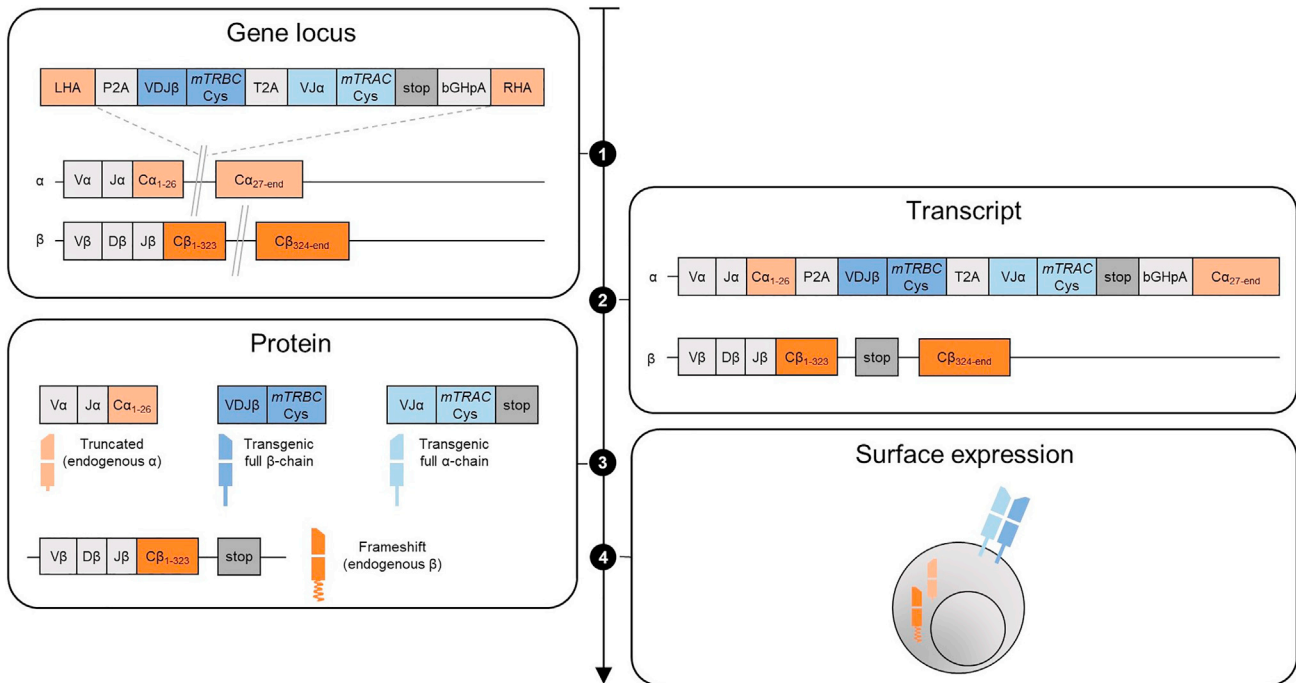 Gene locus
LHA P2A VDJβ mTRBC Cys T2A VJα mTRAC Cys stop bGHpA RHA
α Vα Jα Cα1-26 Cα27-end
β Vβ Dβ Jβ Cβ1-323 Cβ324-end
1
Transcript
α Vα Jα Cα1-26 P2A VDJβ mTRBC Cys T2A VJα mTRAC Cys stop bGHpA Cα27-end
β Vβ Dβ Jβ Cβ1-323 stop Cβ324-end
2
Protein
Vα Jα Cα1-26
Truncated
(endogenous α)
VDJβ mTRBC Cys
Transgenic
full β-chain
VJα mTRAC Cys stop
Transgenic
full α-chain
Vβ Dβ Jβ Cβ1-323 stop
Frameshift
(endogenous β)
3
Surface expression
4